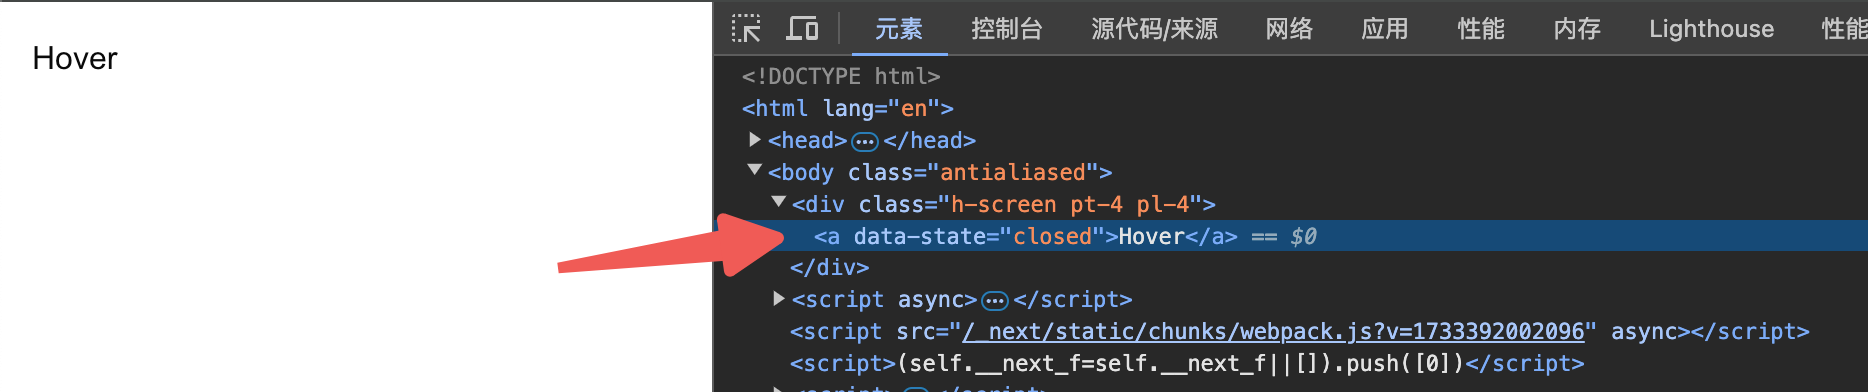 Hover
元素 控制台 源代码/来源 网络 应用 性能 内存 Lighthouse 性能
<!DOCTYPE html>
<html lang="en">
<head>…</head>
<body class="antialiased">
<div class="h-screen pt-4 pl-4">
<a data-state="closed">Hover</a> == $0
</div>
<script async>…</script>
<script src="/_next/static/chunks/webpack.js?v=1733392002096" async></script>
<script>(self.__next_f=self.__next_f||[]).push([0])</script>
<script>…</script>